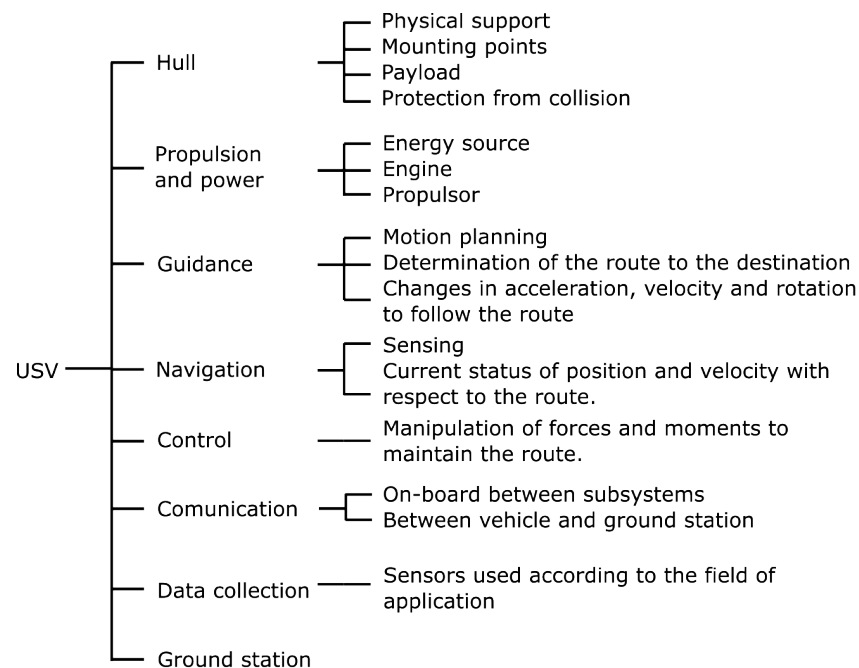 USV
Hull
Physical support
Mounting points
Payload
Protection from collision
Propulsion
and power
Energy source
Engine
Propulsor
Guidance
Motion planning
Determination of the route to the destination
Changes in acceleration, velocity and rotation
to follow the route
Navigation
Sensing
Current status of position and velocity with
respect to the route.
Control
Manipulation of forces and moments to
maintain the route.
Comunication
On-board between subsystems
Between vehicle and ground station
Data collection
Sensors used according to the field of
application
Ground station